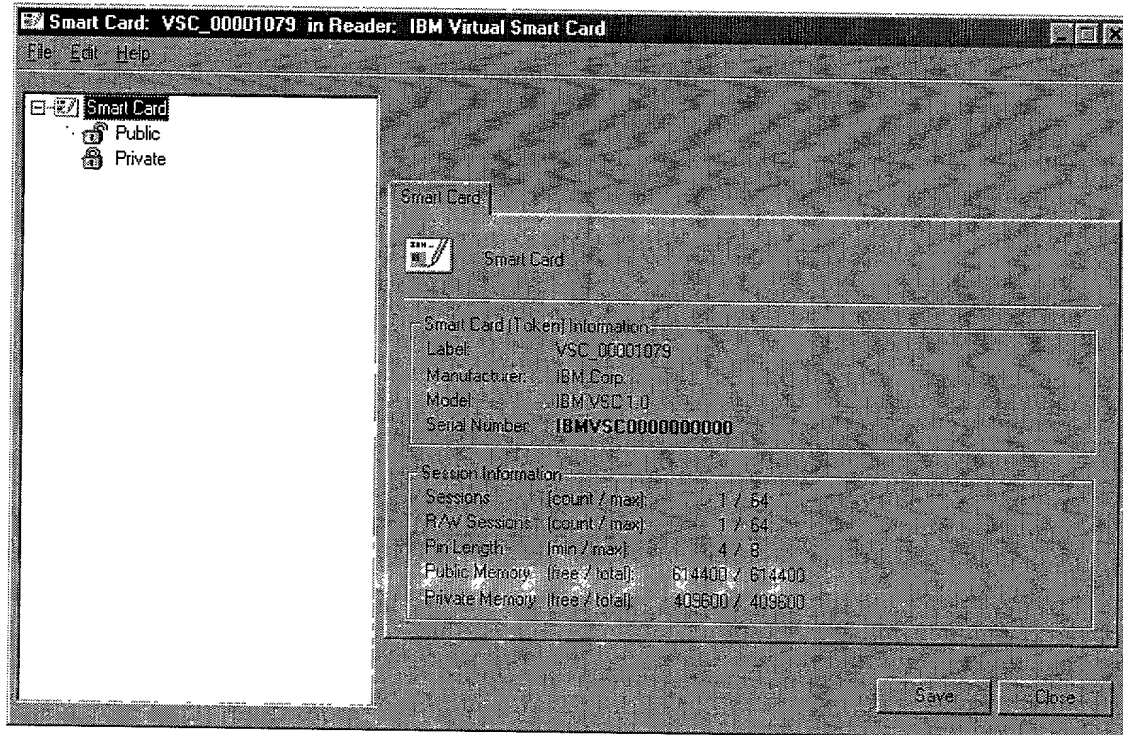 Smart Card: VSC_00001079 in Reader: IBM Virtual Smart Card
File Edit Help
Smart Card
Public
Private
Smart Card
Smart Card
Smart Card (Token) Information
Label: VSC_00001079
Manufacturer: IBM Corp.
Model: IBM VSC 1.0
Serial Number: IBMVSC0000000000
Session Information
Sessions (count / max): 1 / 64
R/W Sessions (count / max): 1 / 64
Pin Length (min / max): 4 / 8
Public Memory (free / total): 614400 / 614400
Private Memory (free / total): 409600 / 409600
Save Close